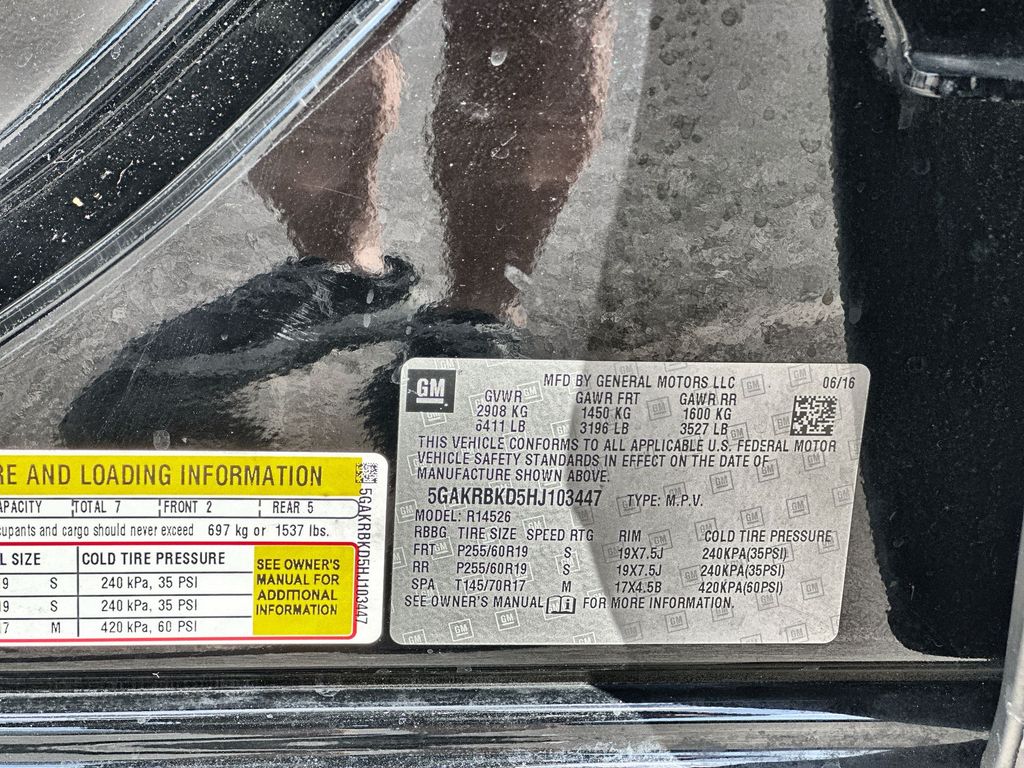 GM
MFD BY GENERAL MOTORS LLC 06/16
GVWR GAWR FRT GAWR RR
2908 KG 1450 KG 1600 KG
6411 LB 3196 LB 3527 LB
THIS VEHICLE CONFORMS TO ALL APPLICABLE U.S. FEDERAL MOTOR
VEHICLE SAFETY STANDARDS IN EFFECT ON THE DATE OF
MANUFACTURE SHOWN ABOVE.
5GAKRBKD5HJ103447 TYPE: M.P.V.
MODEL: R14526
RBBG TIRE SIZE SPEED RTG RIM COLD TIRE PRESSURE
FRT P255/60R19 S 19X7.5J 240KPA(35PSI)
RR P255/60R19 S 19X7.5J 240KPA(35PSI)
SPA T145/70R17 M 17X4.5B 420KPA(60PSI)
SEE OWNER'S MANUAL FOR MORE INFORMATION.
RE AND LOADING INFORMATION
APACITY TOTAL 7 FRONT 2 REAR 5
cupants and cargo should never exceed 697 kg or 1537 lbs.
L SIZE COLD TIRE PRESSURE
9 S 240 kPa, 35 PSI
19 S 240 kPa, 35 PSI
17 M 420 kPa, 60 PSI
SEE OWNER'S
MANUAL FOR
ADDITIONAL
INFORMATION
5GAKRBKD5HJ103447